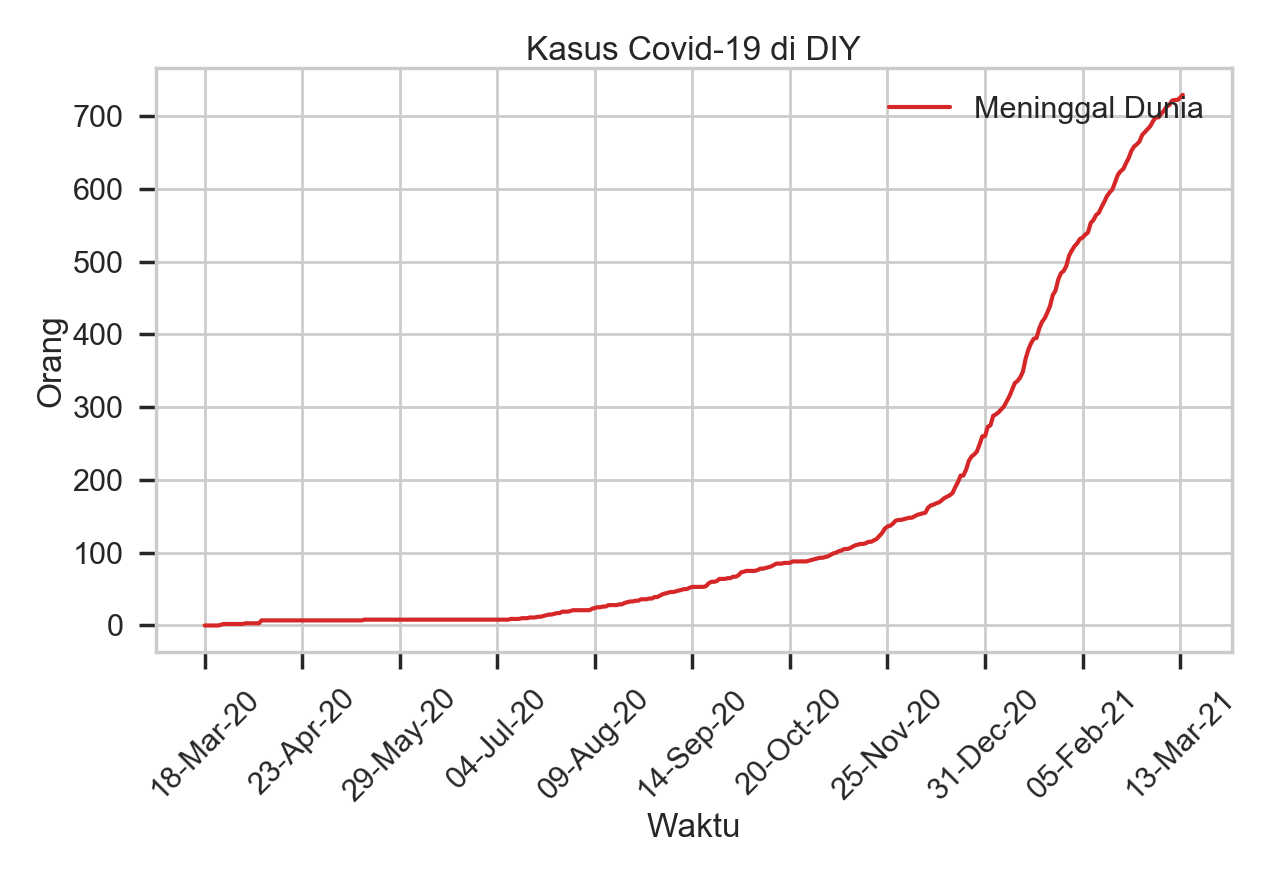 Kasus Covid-19 di DIY
Meninggal Dunia
Orang
700
600
500
400
300
200
100
0
18-Mar-20
23-Apr-20
29-May-20
04-Jul-20
09-Aug-20
14-Sep-20
20-Oct-20
25-Nov-20
31-Dec-20
05-Feb-21
13-Mar-21
Waktu